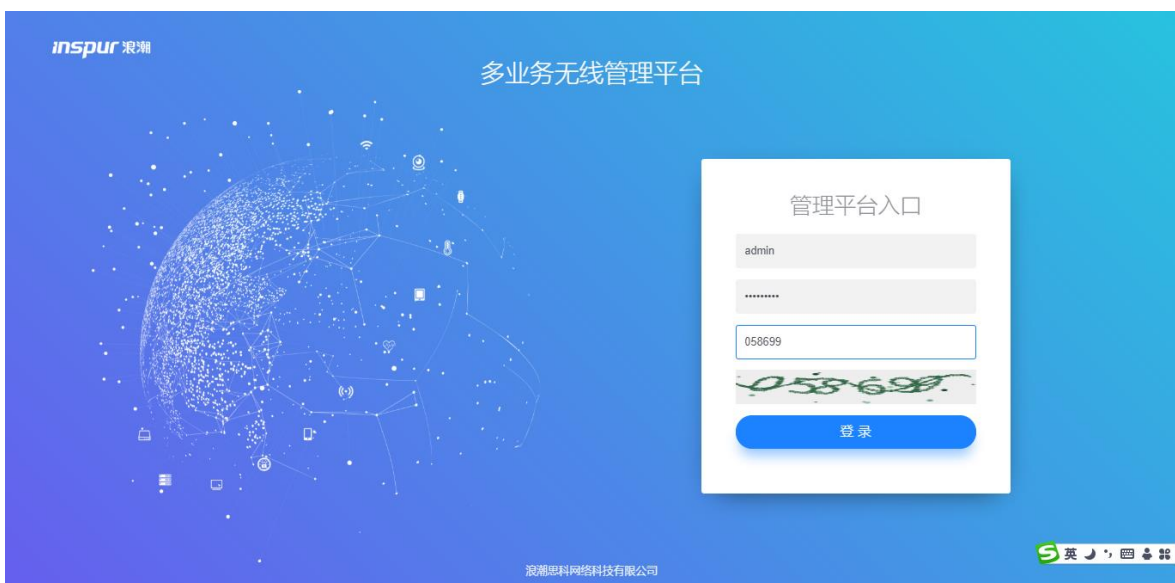 inspur 浪潮
多业务无线管理平台
管理平台入口
admin
•••••••••
058699
058699
登录
英
浪潮思科网络科技有限公司